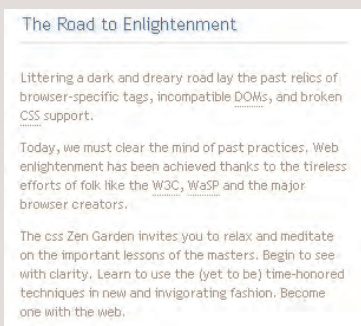 The Road to Enlightenment
Littering a dark and dreary road lay the past relics of
browser-specific tags, incompatible DOMs, and broken
CSS support.
Today, we must clear the mind of past practices. Web
enlightenment has been achieved thanks to the tireless
efforts of folk like the W3C, WaSP and the major
browser creators.
The css Zen Garden invites you to relax and meditate
on the important lessons of the masters. Begin to see
with clarity. Learn to use the (yet to be) time-honored
techniques in new and invigorating fashion. Become
one with the web.